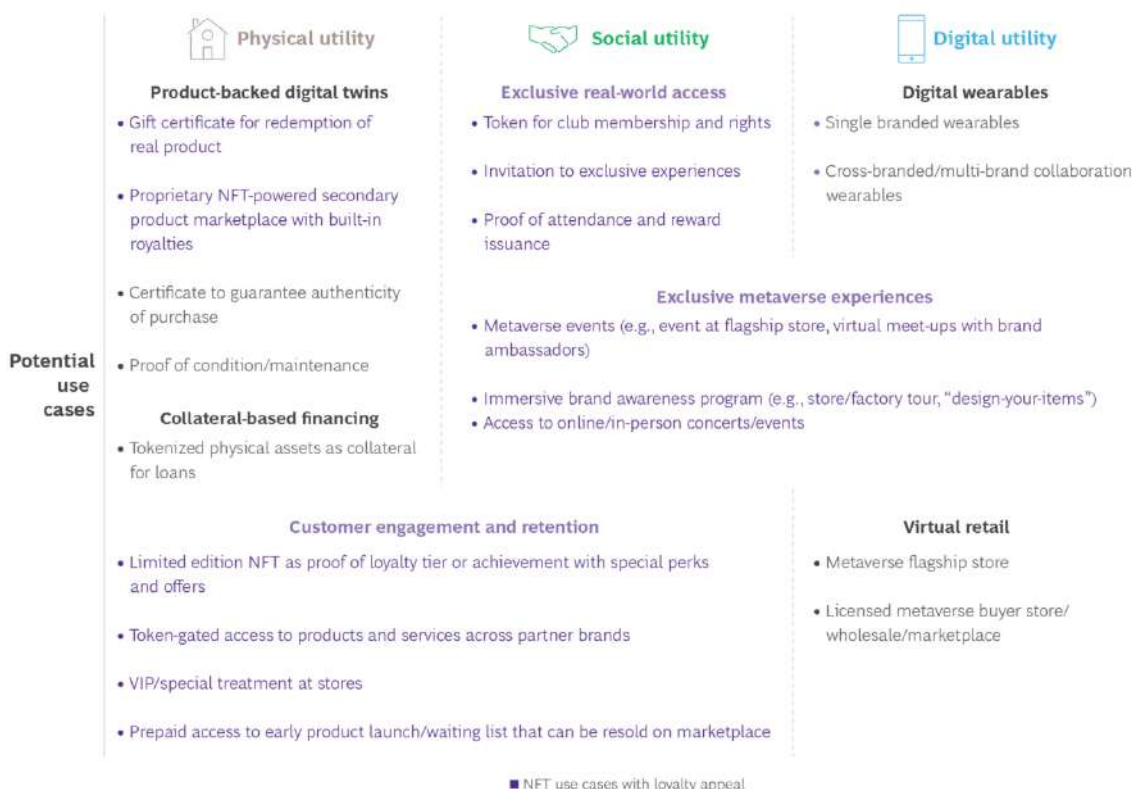 Physical utility
Social utility
Digital utility
Potential
use
cases
Product-backed digital twins
• Gift certificate for redemption of
real product
• Proprietary NFT-powered secondary
product marketplace with built-in
royalties
• Certificate to guarantee authenticity
of purchase
• Proof of condition/maintenance
Collateral-based financing
• Tokenized physical assets as collateral
for loans
Exclusive real-world access
• Token for club membership and rights
• Invitation to exclusive experiences
• Proof of attendance and reward
issuance
Digital wearables
• Single branded wearables
• Cross-branded/multi-brand collaboration
wearables
Exclusive metaverse experiences
• Metaverse events (e.g., event at flagship store, virtual meet-ups with brand
ambassadors)
• Immersive brand awareness program (e.g., store/factory tour, “design-your-items”)
• Access to online/in-person concerts/events
Customer engagement and retention
• Limited edition NFT as proof of loyalty tier or achievement with special perks
and offers
• Token-gated access to products and services across partner brands
• VIP/special treatment at stores
• Prepaid access to early product launch/waiting list that can be resold on marketplace
Virtual retail
• Metaverse flagship store
• Licensed metaverse buyer store/
wholesale/marketplace
■ NFT use cases with loyalty appeal